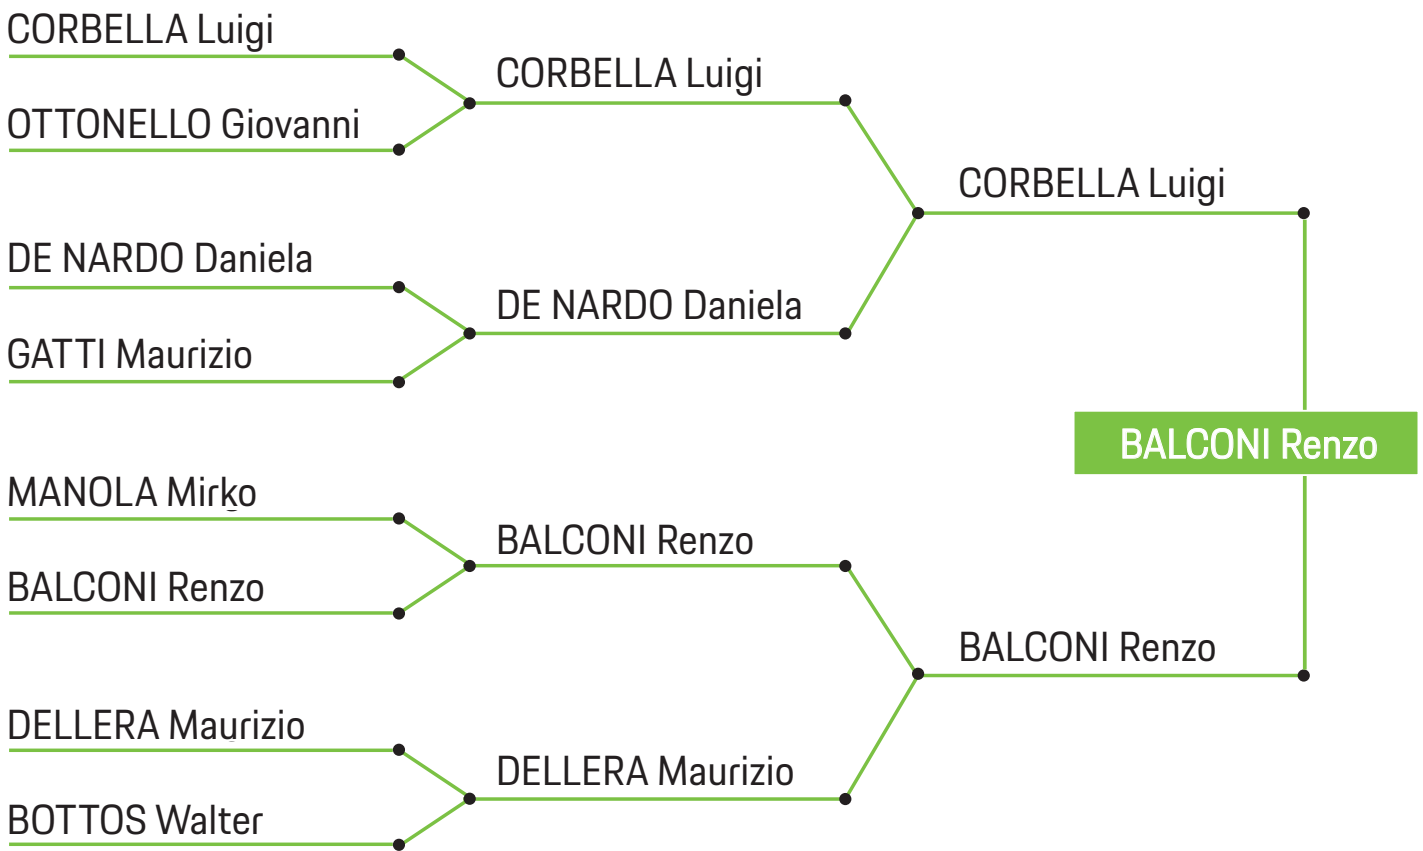 CORBELLA Luigi
OTTONELLO Giovanni
DE NARDO Daniela
GATTI Maurizio
MANOLA Mirko
BALCONI Renzo
DELLERA Maurizio
BOTTOS Walter
CORBELLA Luigi
DE NARDO Daniela
BALCONI Renzo
DELLERA Maurizio
CORBELLA Luigi
BALCONI Renzo
BALCONI Renzo